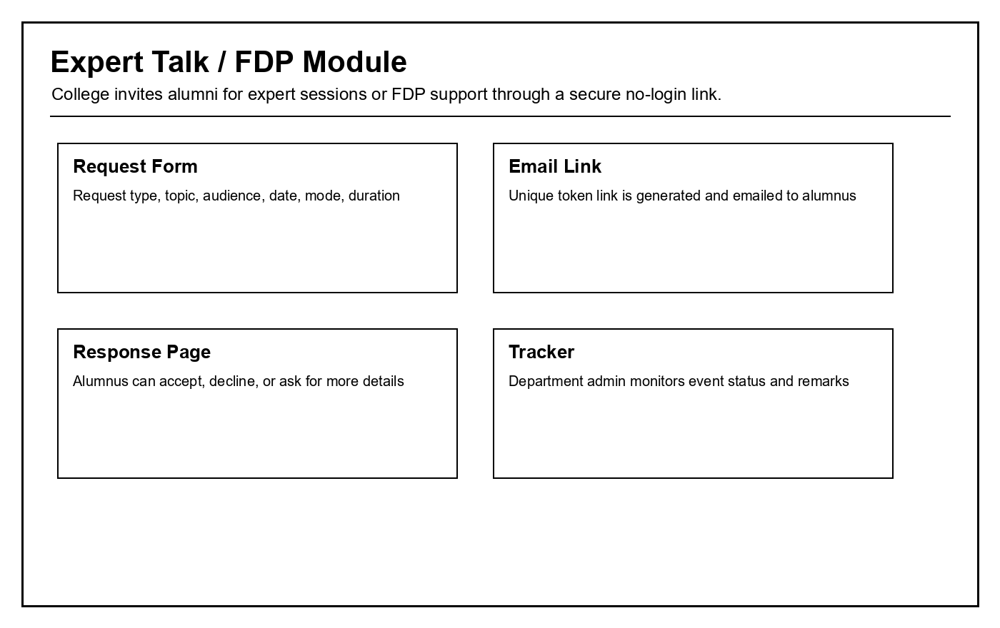 Expert Talk / FDP Module
College invites alumni for expert sessions or FDP support through a secure no-login link.
Request Form
Request type, topic, audience, date, mode, duration
Email Link
Unique token link is generated and emailed to alumnus
Response Page
Alumnus can accept, decline, or ask for more details
Tracker
Department admin monitors event status and remarks